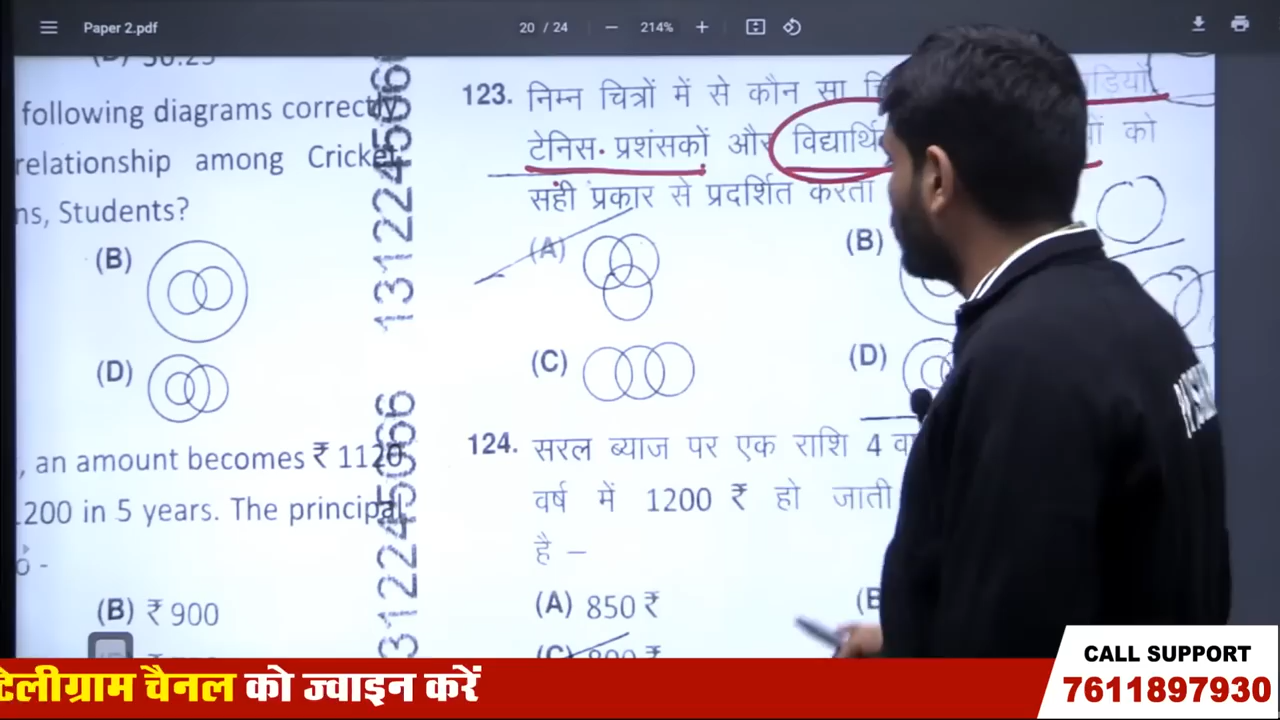 Paper 2.pdf
20 / 24
214%
following diagrams correctly
relationship among Cricket
ns, Students?
(B)
(D)
, an amount becomes ₹ 1120
200 in 5 years. The principal
(B) ₹ 900
123. निम्न चित्रों में से कौन सा
टेनिस प्रशंसकों और विद्यार्थि को
सही प्रकार से प्रदर्शित करता
(A)
(B)
(C)
(D)
124. सरल ब्याज पर एक राशि 4
वर्ष में 1200 ₹ हो जाती
है –
(A) 850 ₹
टेलीग्राम चैनल को ज्वाइन करें
CALL SUPPORT
7611897930